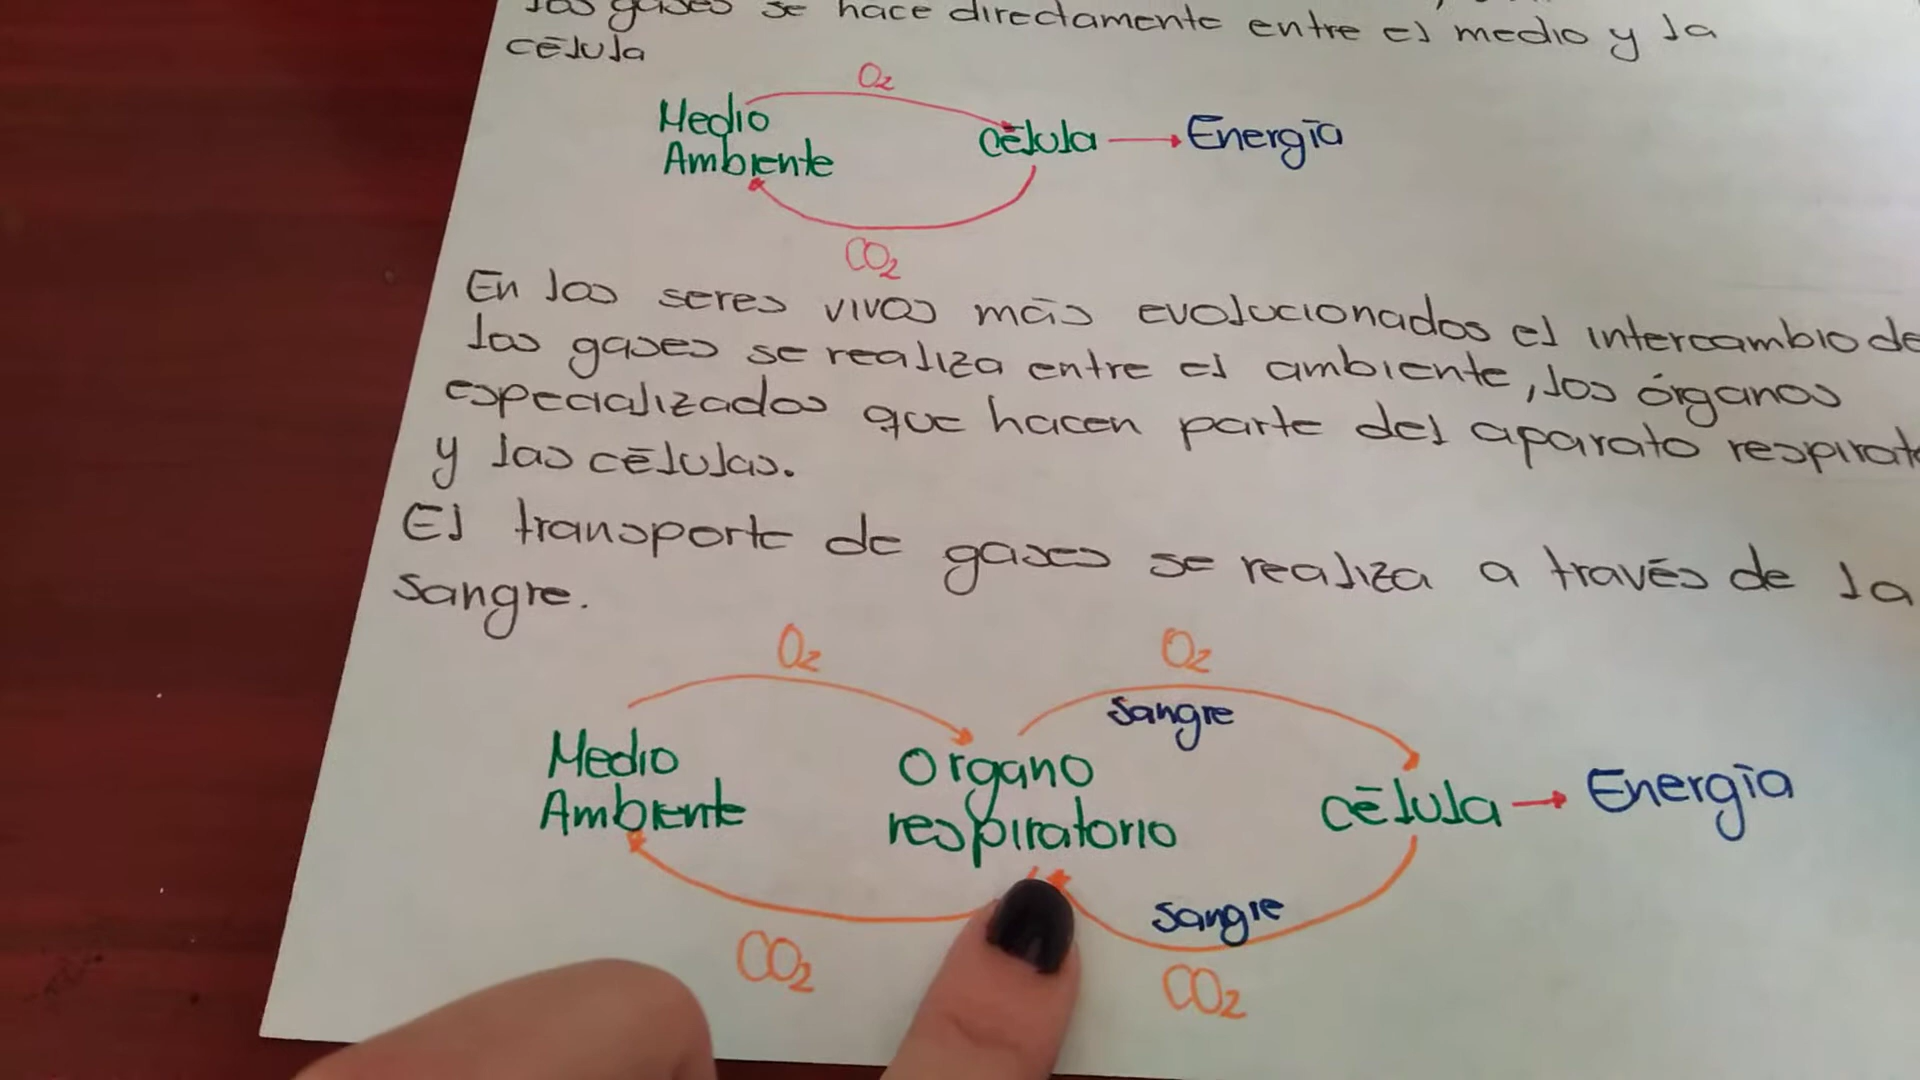 los gases se hace directamente entre el medio y la
célula
O2
Medio
Ambiente
célula
Energía
CO2
En los seres vivos más evolucionados el intercambio de
los gases se realiza entre el ambiente, los órganos
especializados que hacen parte del aparato respirato
y las células.
El transporte de gases se realiza a través de la
sangre.
O2
O2
sangre
Medio
Ambiente
Organo
respiratorio
célula
Energía
sangre
CO2
CO2